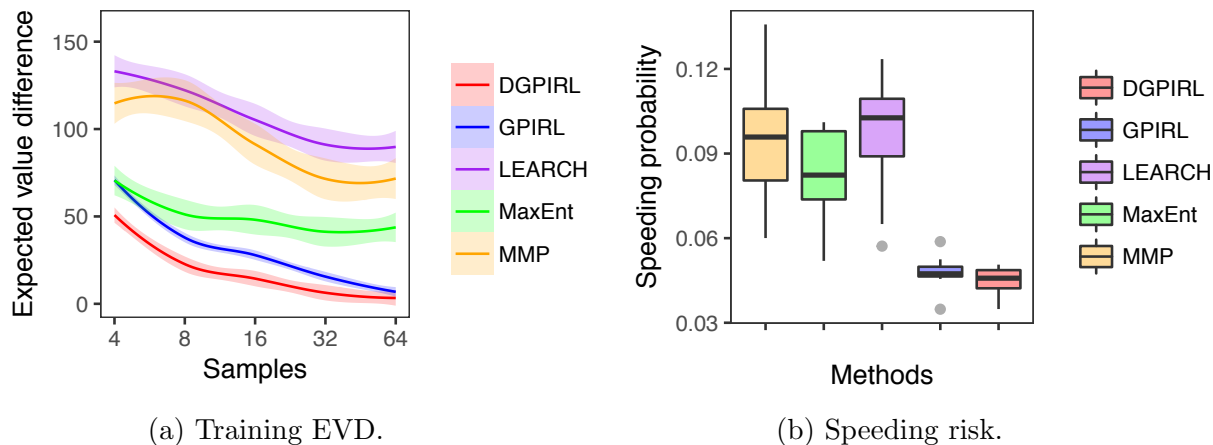 Expected value difference
150
100
50
0
4 8 16 32 64
Samples
DGPIRL
GPIRL
LEARCH
MaxEnt
MMP
(a) Training EVD.
Speeding probability
0.12
0.09
0.06
0.03
Methods
DGPIRL
GPIRL
LEARCH
MaxEnt
MMP
(b) Speeding risk.